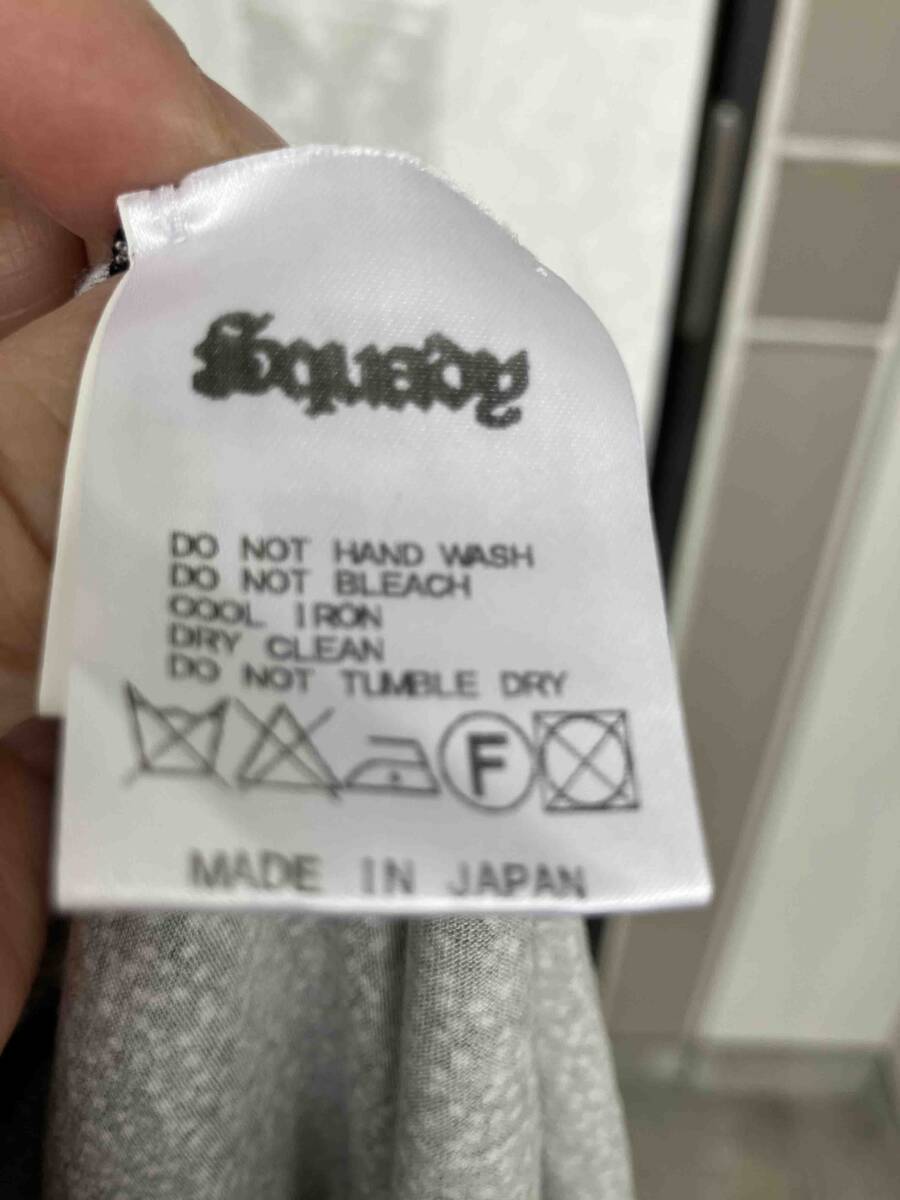 DO NOT HAND WASH
DO NOT BLEACH
COOL IRON
DRY CLEAN
DO NOT TUMBLE DRY
F
MADE IN JAPAN